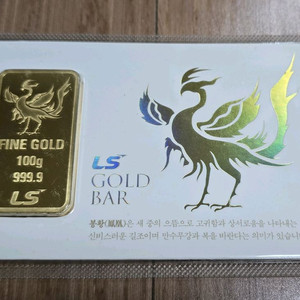 FINE GOLD
100g
999.9
LS
LS
GOLD
BAR
봉황(鳳凰)은 새 중의 으뜸으로 고귀함과 상서로움을 나타내는
신비스러운 길조이며 만수무강과 복을 바란다는 의미가 있습니